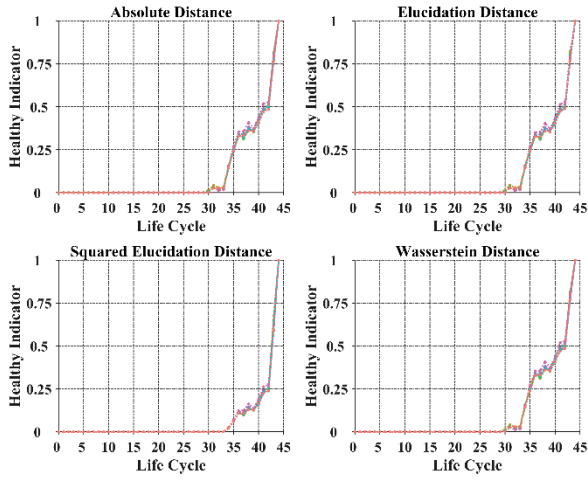 Absolute Distance
1
0.75
0.5
0.25
0
Healthy Indicator
0 5 10 15 20 25 30 35 40 45
Life Cycle
Elucidation Distance
1
0.75
0.5
0.25
0
Healthy Indicator
0 5 10 15 20 25 30 35 40 45
Life Cycle
Squared Elucidation Distance
1
0.75
0.5
0.25
0
Healthy Indicator
0 5 10 15 20 25 30 35 40 45
Life Cycle
Wasserstein Distance
1
0.75
0.5
0.25
0
Healthy Indicator
0 5 10 15 20 25 30 35 40 45
Life Cycle